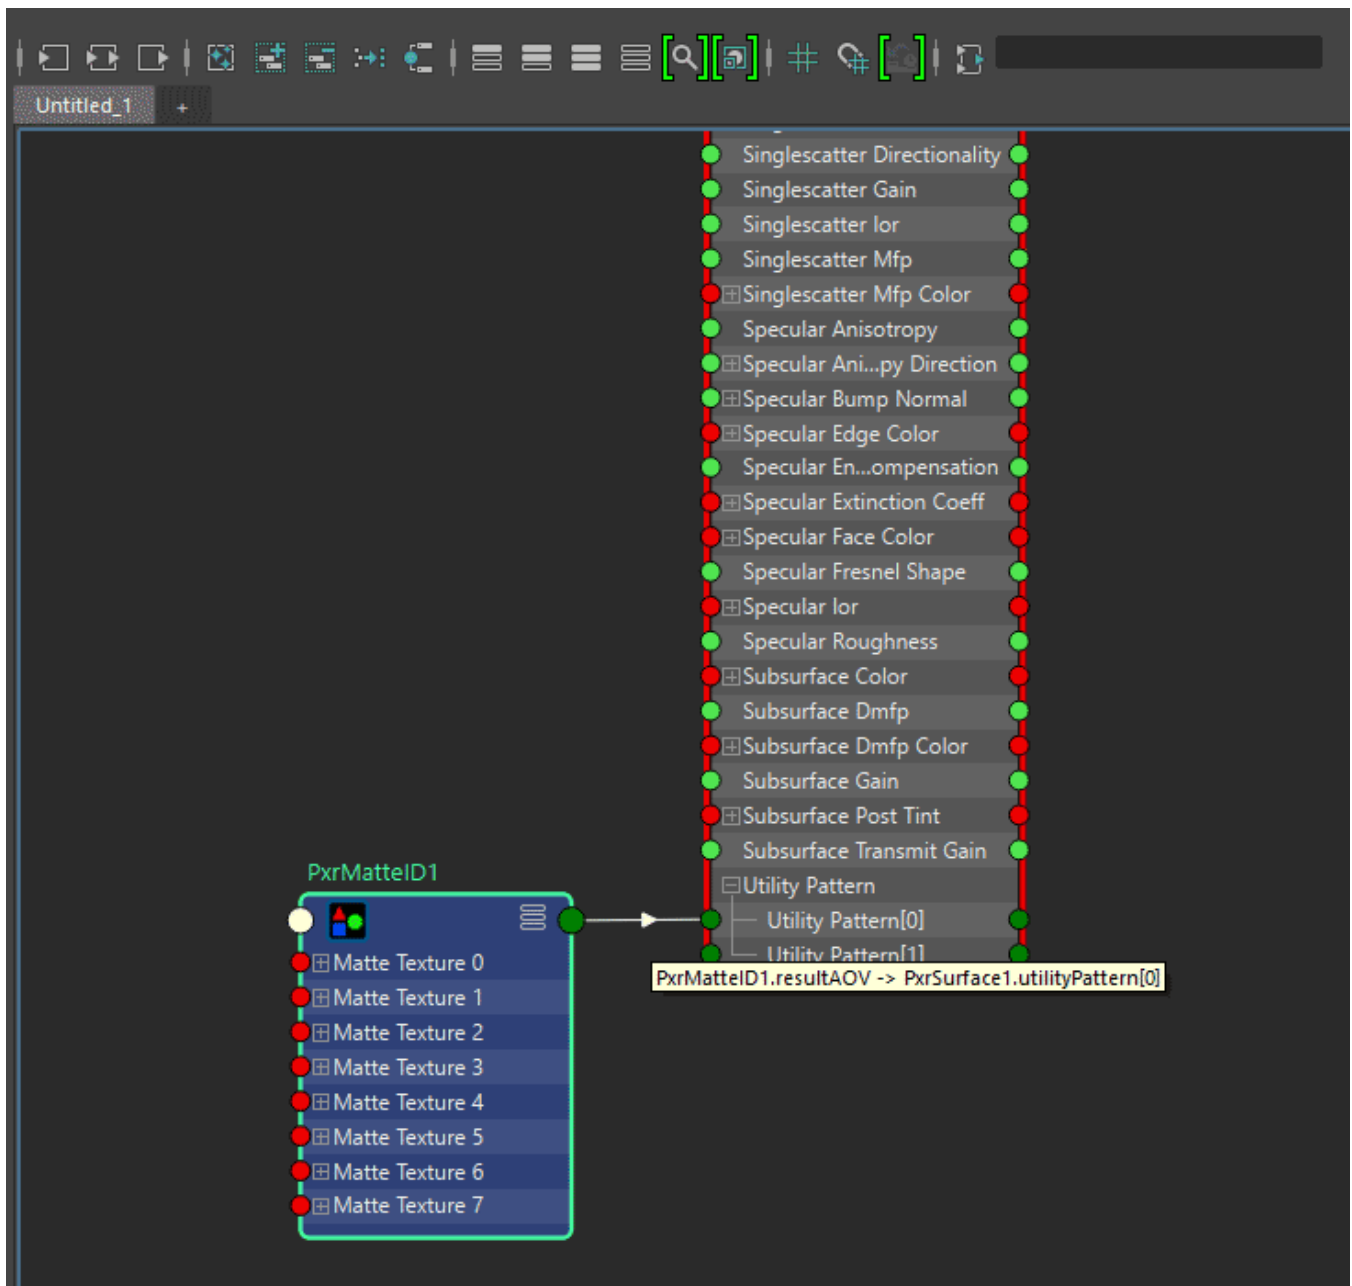 Untitled_1 +
Singlescatter Directionality
Singlescatter Gain
Singlescatter Ior
Singlescatter Mfp
Singlescatter Mfp Color
Specular Anisotropy
Specular Ani...py Direction
Specular Bump Normal
Specular Edge Color
Specular En...ompensation
Specular Extinction Coeff
Specular Face Color
Specular Fresnel Shape
Specular Ior
Specular Roughness
Subsurface Color
Subsurface Dmfp
Subsurface Dmfp Color
Subsurface Gain
Subsurface Post Tint
Subsurface Transmit Gain
Utility Pattern
Utility Pattern[0]
Utility Pattern[1]
PxrMatteID1.resultAOV -> PxrSurface1.utilityPattern[0]
PxrMatteID1
Matte Texture 0
Matte Texture 1
Matte Texture 2
Matte Texture 3
Matte Texture 4
Matte Texture 5
Matte Texture 6
Matte Texture 7